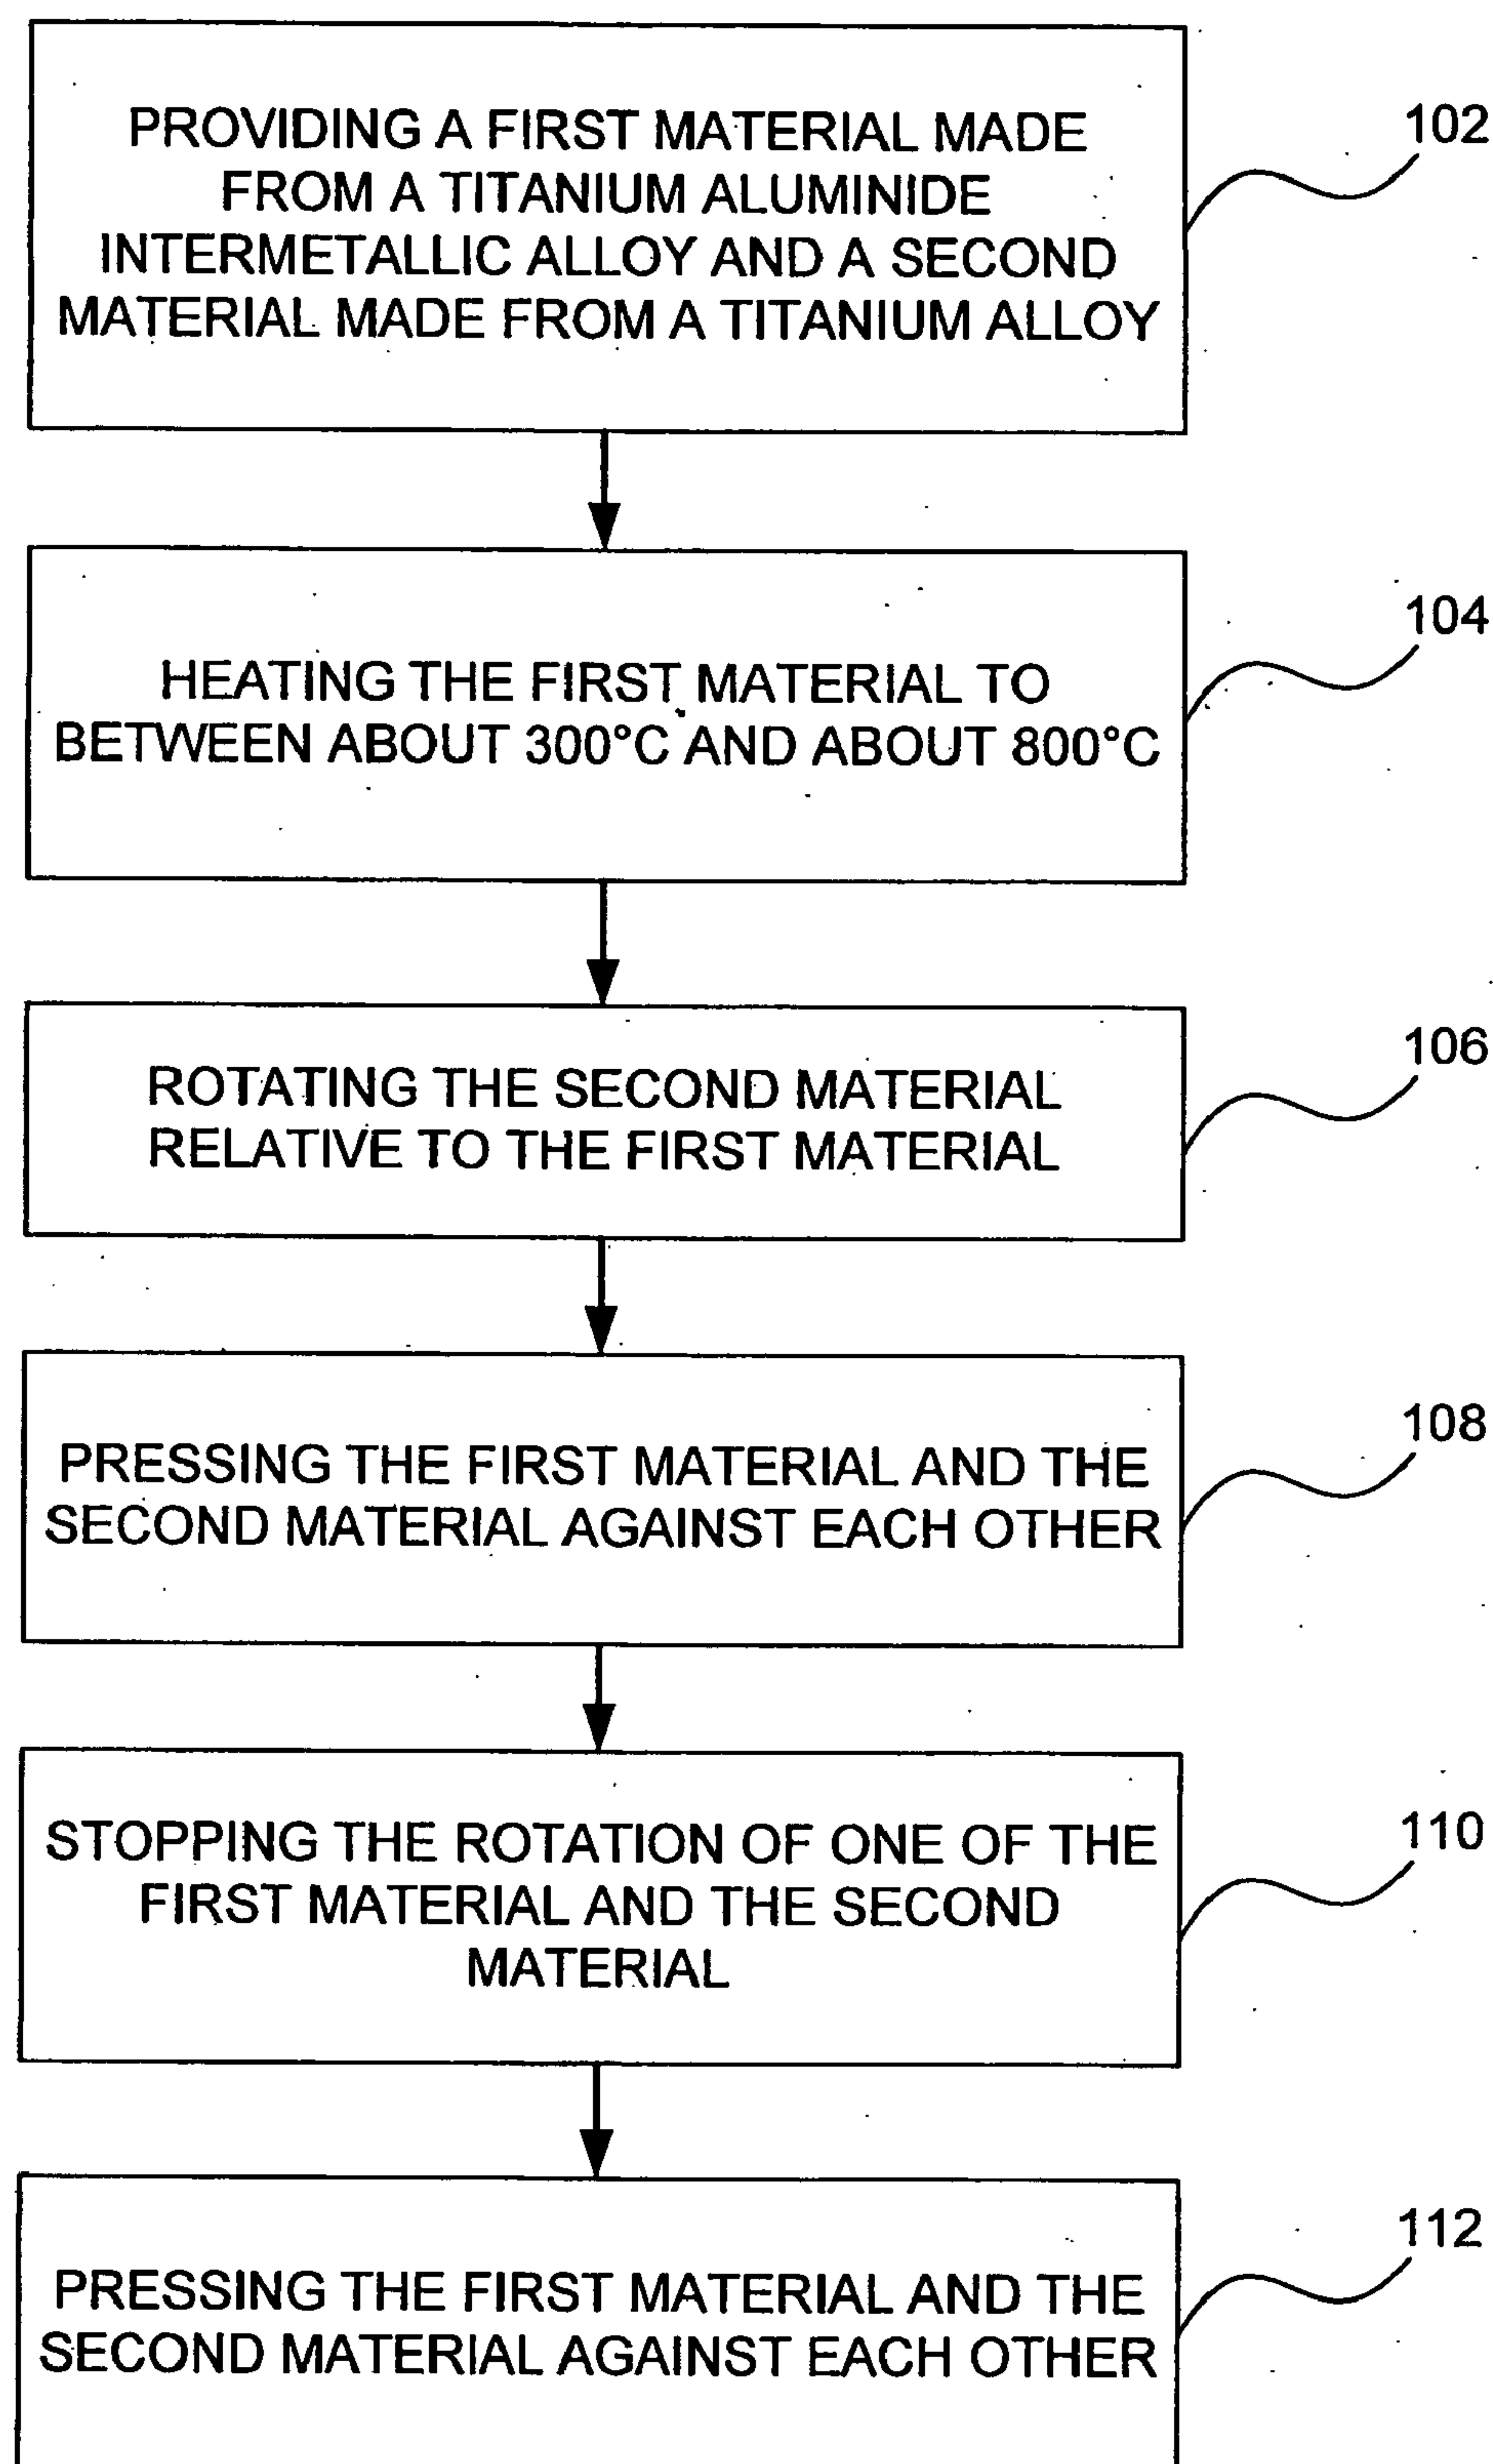 PROVIDING A FIRST MATERIAL MADE
FROM A TITANIUM ALUMINIDE
INTERMETALLIC ALLOY AND A SECOND
MATERIAL MADE FROM A TITANIUM ALLOY
102
HEATING THE FIRST MATERIAL TO
BETWEEN ABOUT 300°C AND ABOUT 800°C
104
ROTATING THE SECOND MATERIAL
RELATIVE TO THE FIRST MATERIAL
106
PRESSING THE FIRST MATERIAL AND THE
SECOND MATERIAL AGAINST EACH OTHER
108
STOPPING THE ROTATION OF ONE OF THE
FIRST MATERIAL AND THE SECOND
MATERIAL
110
PRESSING THE FIRST MATERIAL AND THE
SECOND MATERIAL AGAINST EACH OTHER
112